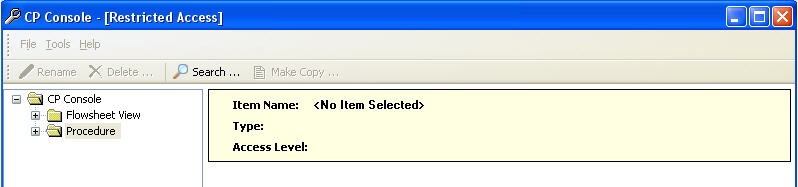 CP Console - [Restricted Access]
File Tools Help
Rename Delete ... Search ... Make Copy ...
CP Console
Flowsheet View
Procedure
Item Name: <No Item Selected>
Type:
Access Level: